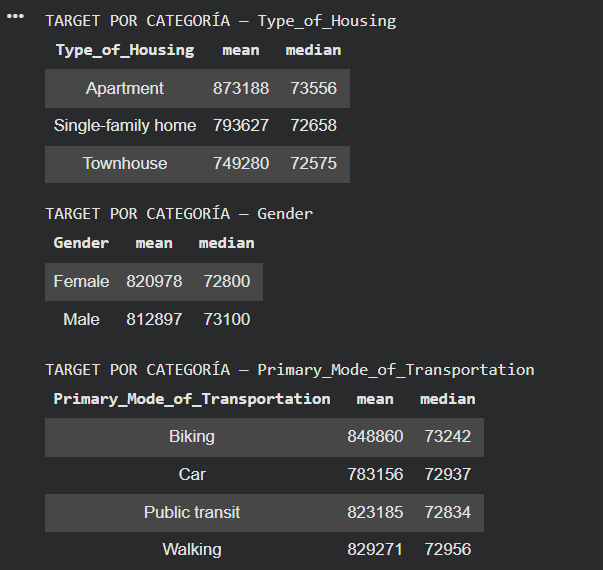 TARGET POR CATEGORÍA — Type_of_Housing
Type_of_Housing mean median
Apartment 873188 73556
Single-family home 793627 72658
Townhouse 749280 72575
TARGET POR CATEGORÍA — Gender
Gender mean median
Female 820978 72800
Male 812897 73100
TARGET POR CATEGORÍA — Primary_Mode_of_Transportation
Primary_Mode_of_Transportation mean median
Biking 848860 73242
Car 783156 72937
Public transit 823185 72834
Walking 829271 72956